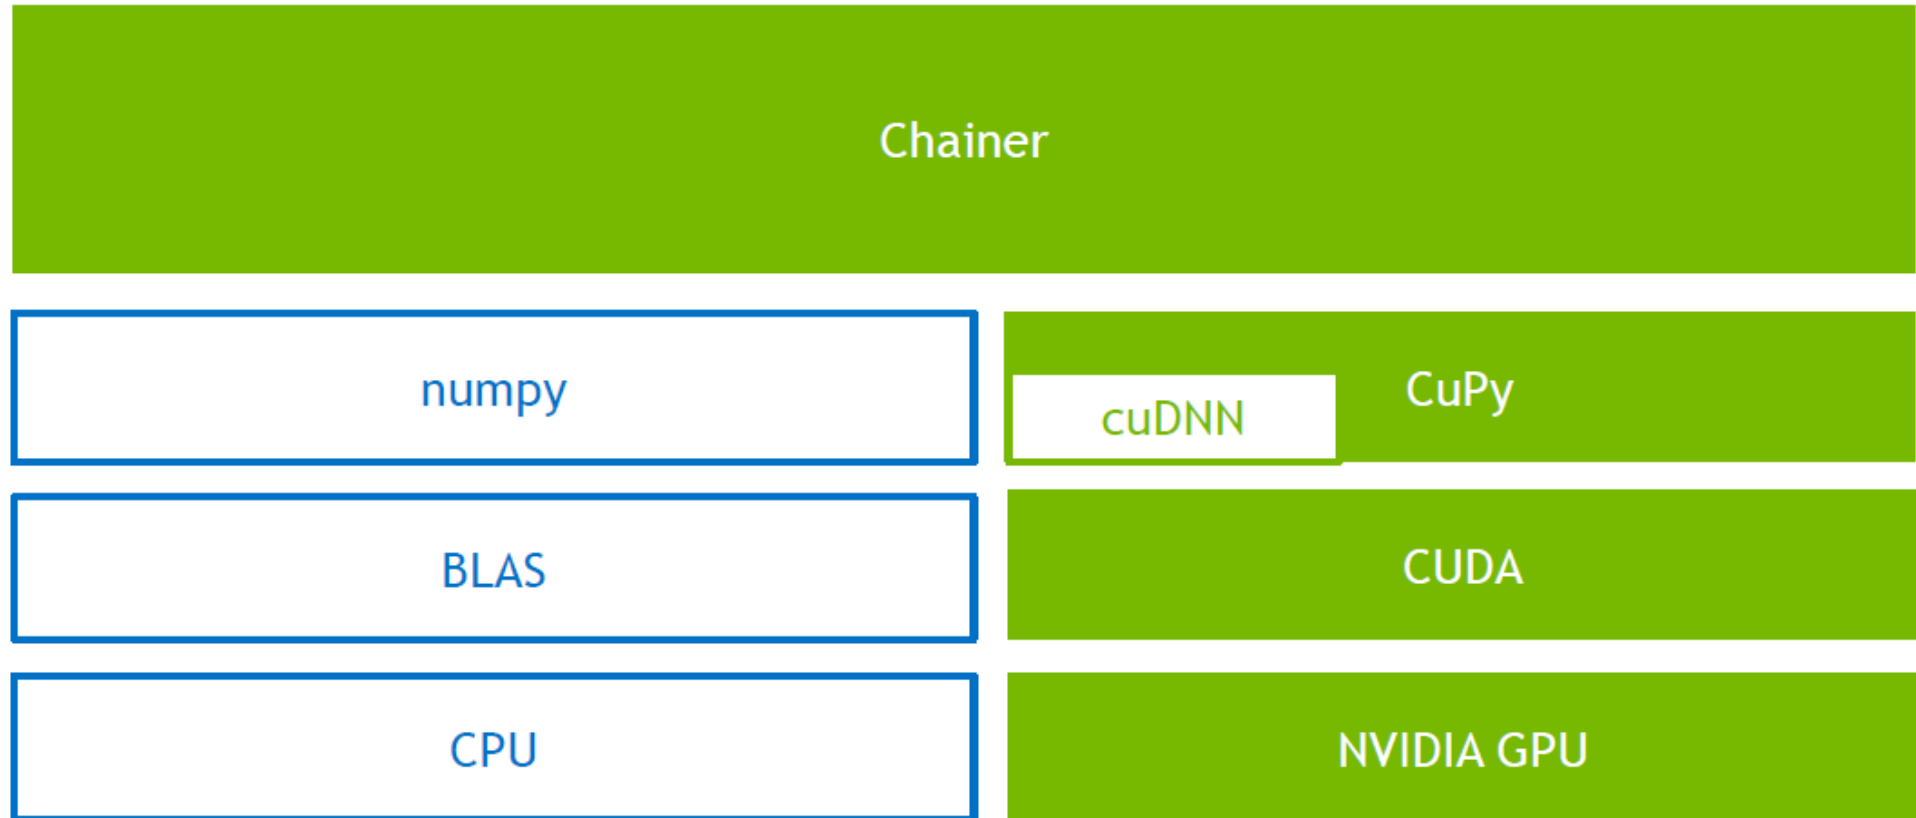 Chainer
numpy
CuPy
cuDNN
BLAS
CUDA
CPU
NVIDIA GPU